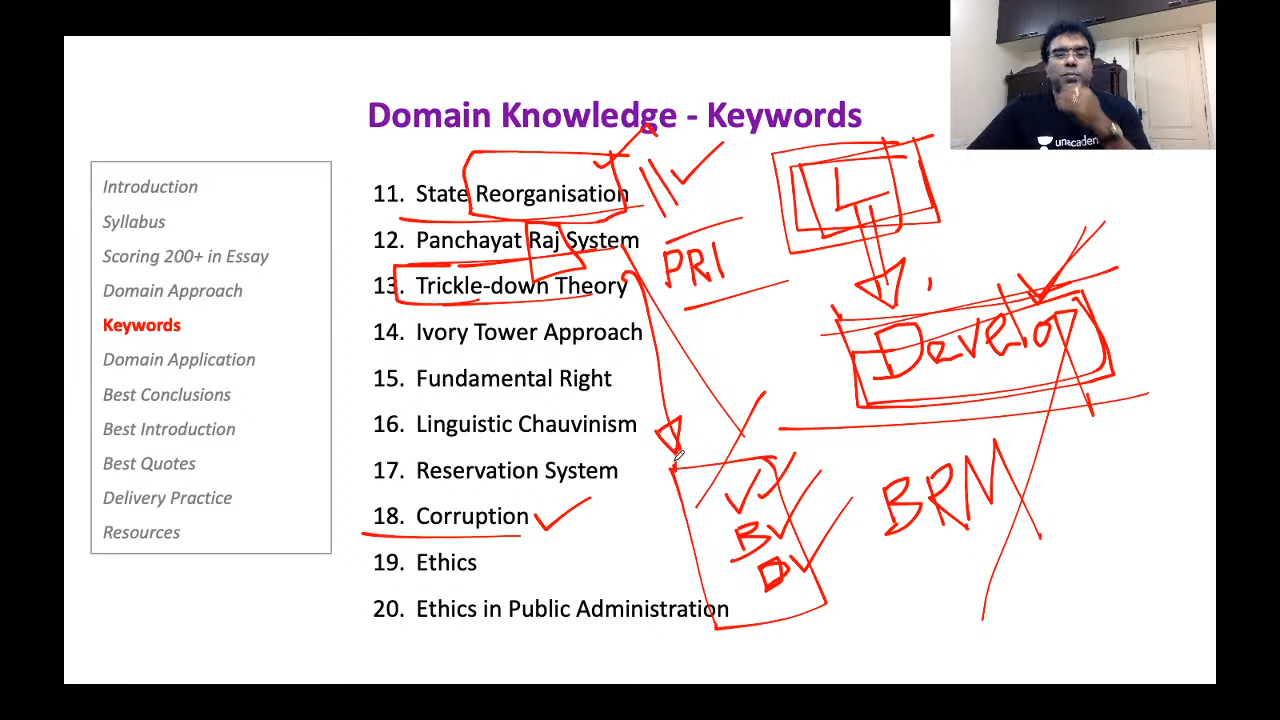 Domain Knowledge - Keywords
Introduction
Syllabus
Scoring 200+ in Essay
Domain Approach
Keywords
Domain Application
Best Conclusions
Best Introduction
Best Quotes
Delivery Practice
Resources
11. State Reorganisation
12. Panchayat Raj System
13. Trickle-down Theory
14. Ivory Tower Approach
15. Fundamental Right
16. Linguistic Chauvinism
17. Reservation System
18. Corruption
19. Ethics
20. Ethics in Public Administration
PRI
L
Develop
BRM
V
B
D
unacadem